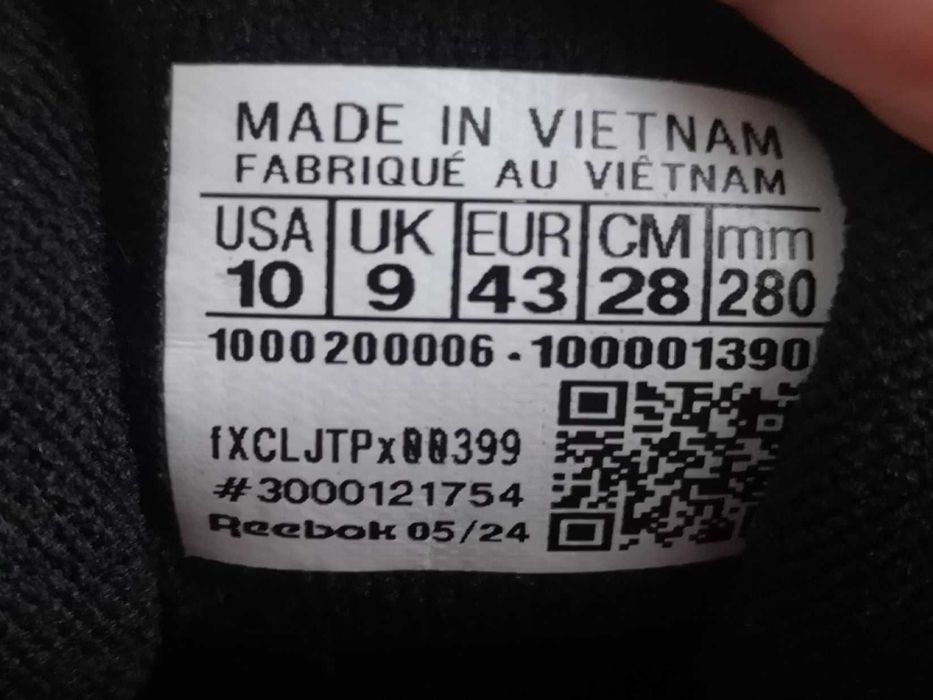 MADE IN VIETNAM
FABRIQUÉ AU VIÊTNAM
USA UK EUR CM mm
10 9 43 28 280
1000200006-100001390
fXCLJTPx00399
#3000121754
Reebok 05/24